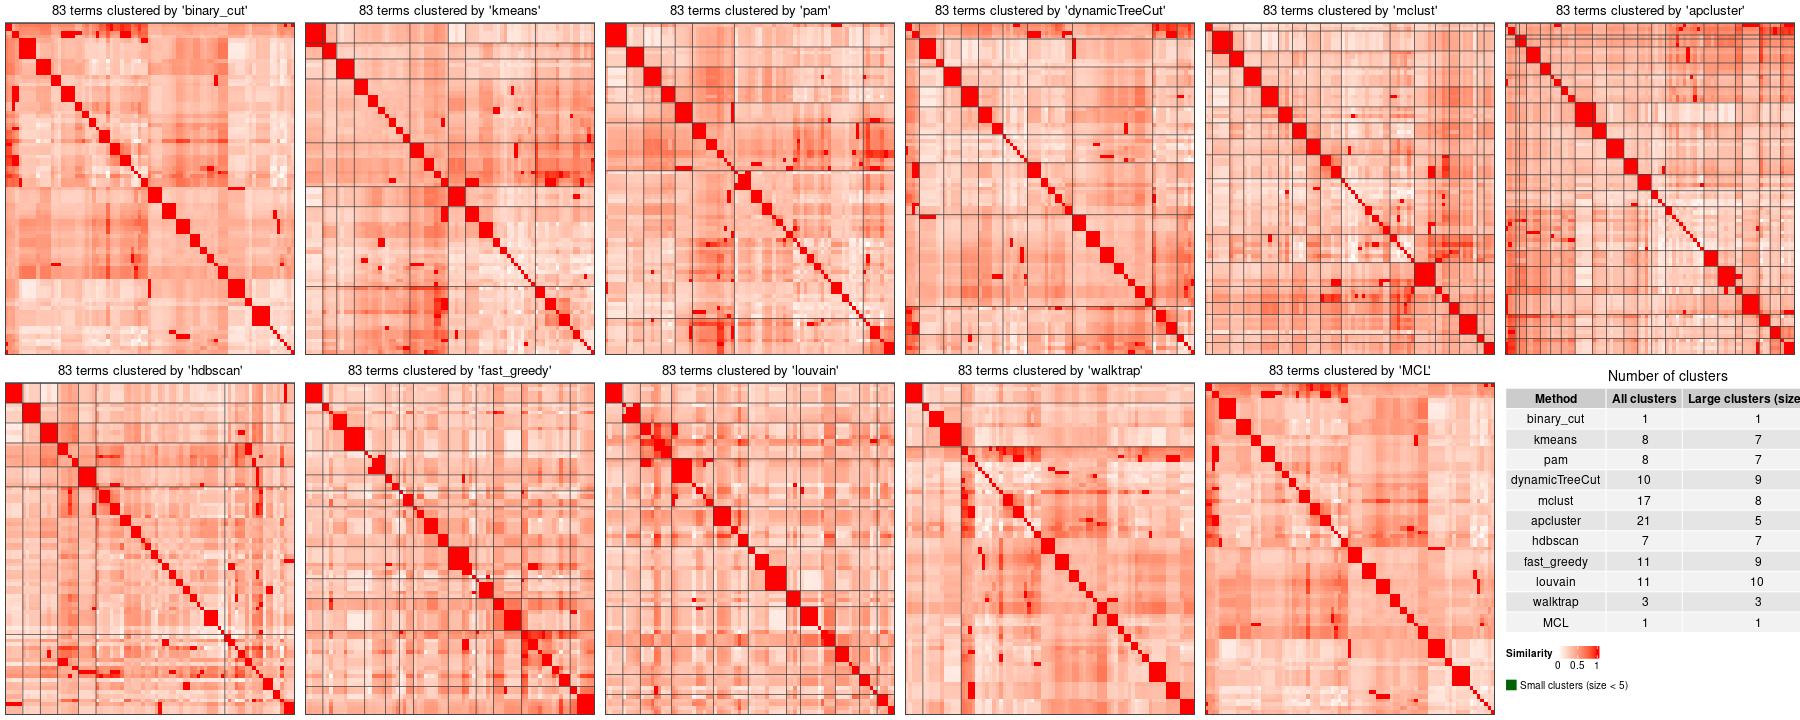 83 terms clustered by 'binary_cut'
83 terms clustered by 'kmeans'
83 terms clustered by 'pam'
83 terms clustered by 'dynamicTreeCut'
83 terms clustered by 'mclust'
83 terms clustered by 'apcluster'
83 terms clustered by 'hdbscan'
83 terms clustered by 'fast_greedy'
83 terms clustered by 'louvain'
83 terms clustered by 'walktrap'
83 terms clustered by 'MCL'
Number of clusters
Method All clusters Large clusters (size
binary_cut 1 1
kmeans 8 7
pam 8 7
dynamicTreeCut 10 9
mclust 17 8
apcluster 21 5
hdbscan 7 7
fast_greedy 11 9
louvain 11 10
walktrap 3 3
MCL 1 1
Similarity
0 0.5 1
Small clusters (size < 5)